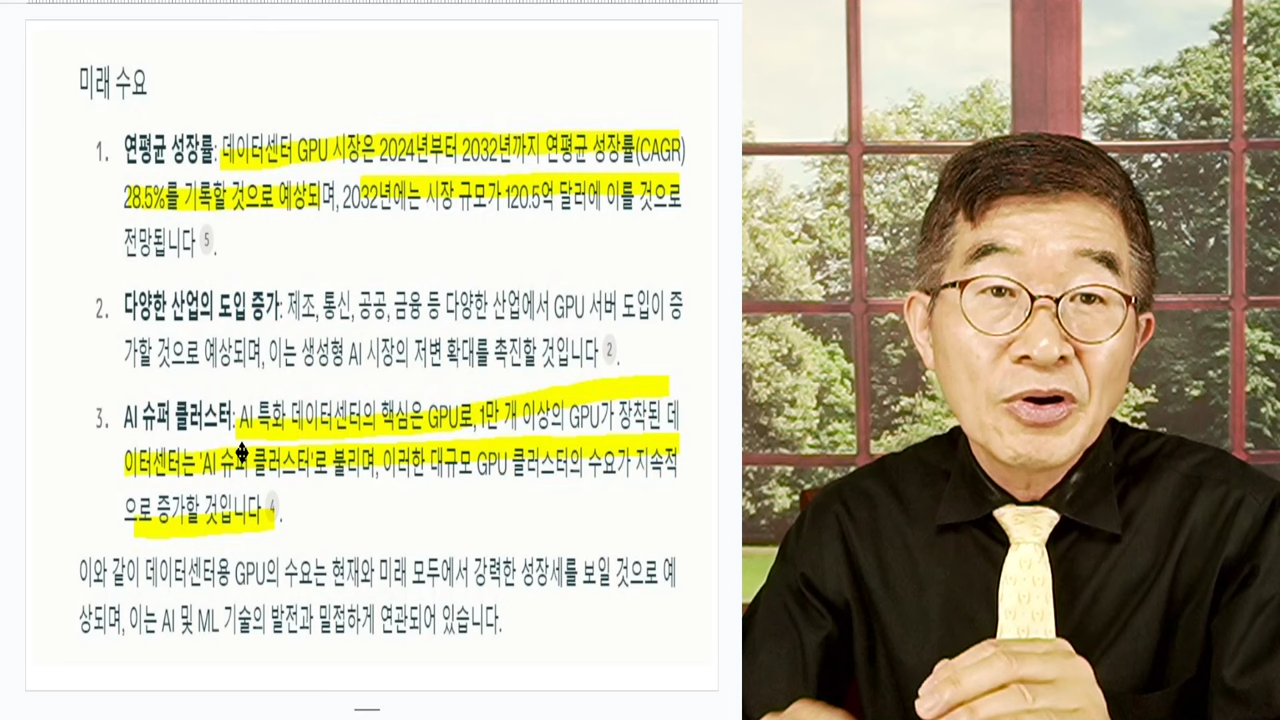 미래 수요
1. 연평균 성장률: 데이터센터 GPU 시장은 2024년부터 2032년까지 연평균 성장률(CAGR)
28.5%를 기록할 것으로 예상되며, 2032년에는 시장 규모가 120.5억 달러에 이를 것으로
전망됩니다 5.
2. 다양한 산업의 도입 증가: 제조, 통신, 공공, 금융 등 다양한 산업에서 GPU 서버 도입이 증
가할 것으로 예상되며, 이는 생성형 AI 시장의 저변 확대를 촉진할 것입니다 2.
3. AI 슈퍼 클러스터: AI 특화 데이터센터의 핵심은 GPU로, 1만 개 이상의 GPU가 장착된 데
이터센터는 'AI 슈퍼 클러스터'로 불리며, 이러한 대규모 GPU 클러스터의 수요가 지속적
으로 증가할 것입니다 4.
이와 같이 데이터센터용 GPU의 수요는 현재와 미래 모두에서 강력한 성장세를 보일 것으로 예
상되며, 이는 AI 및 ML 기술의 발전과 밀접하게 연관되어 있습니다.